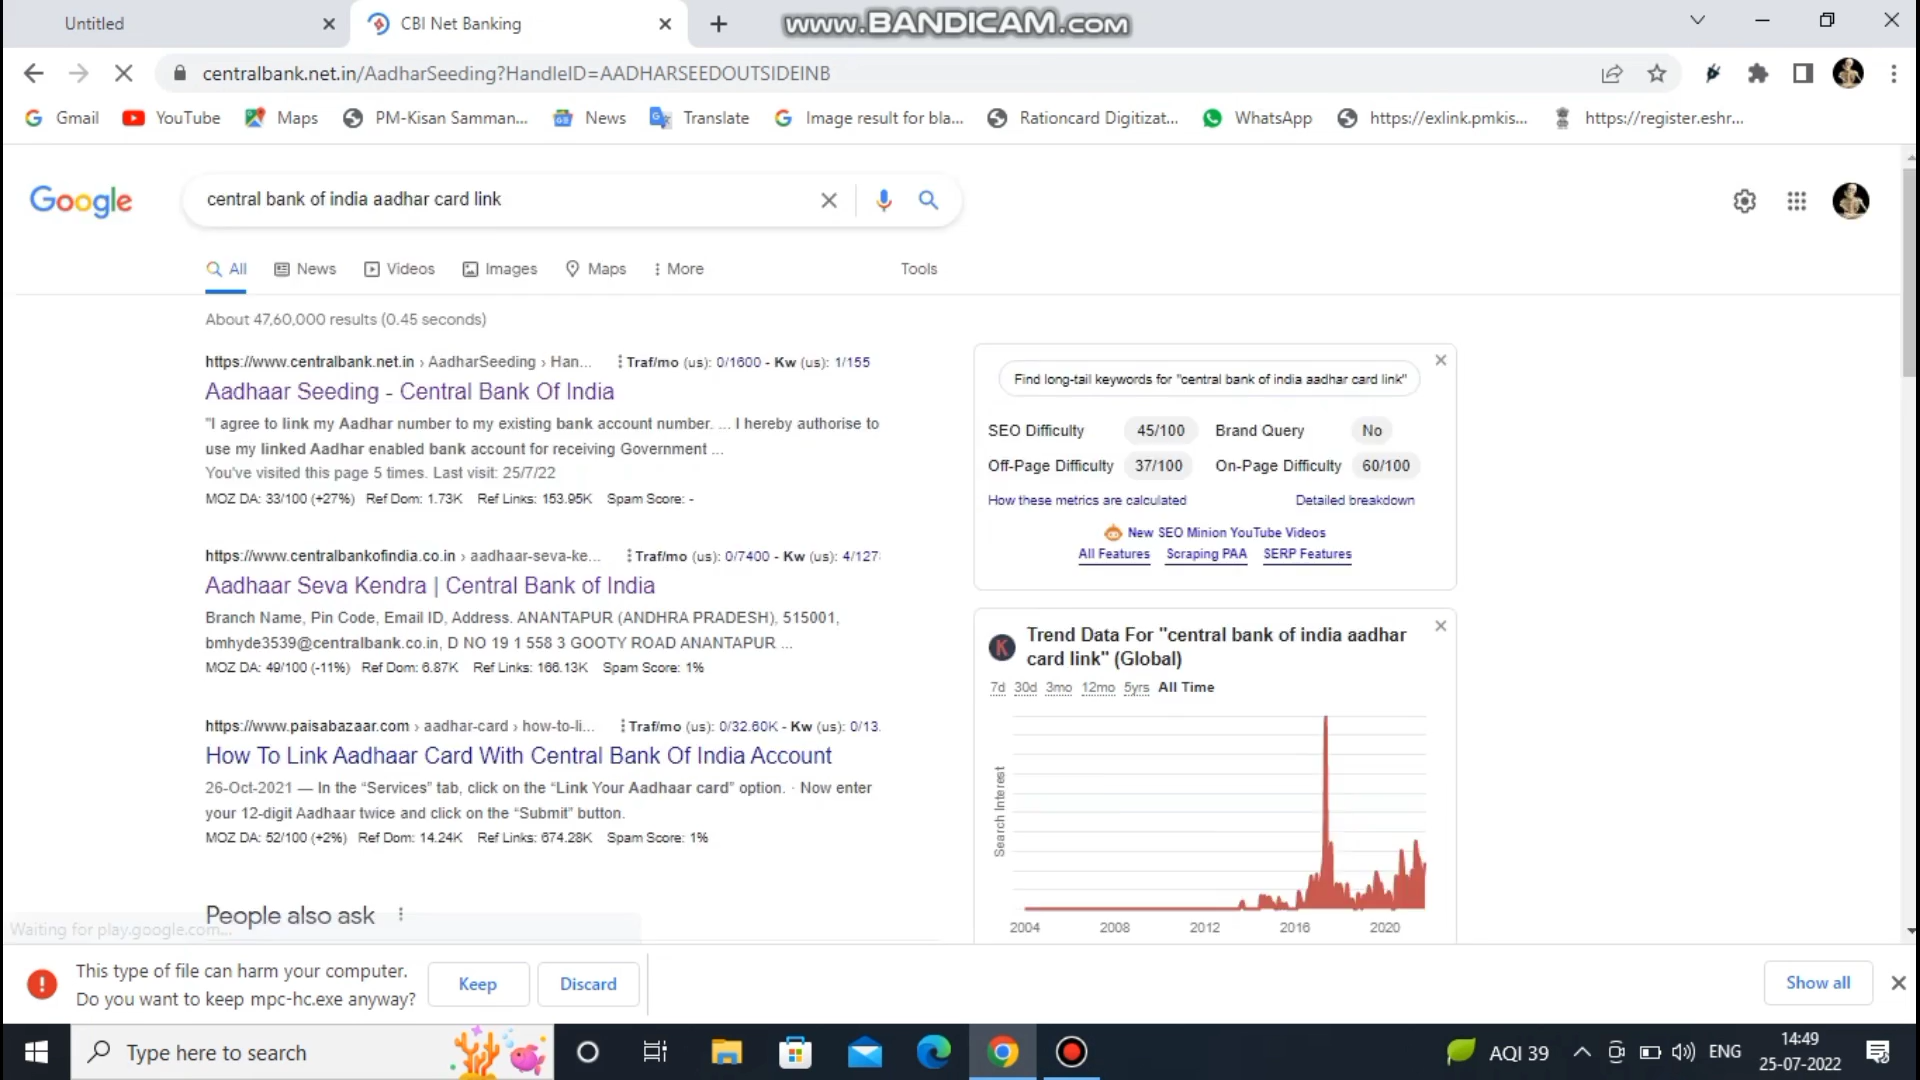 Untitled
CBI Net Banking
www.BANDICAM.com
centralbank.net.in/AadharSeeding?HandleID=AADHARSEEDOUTSIDEINB
Gmail
YouTube
Maps
PM-Kisan Samman...
News
Translate
Image result for bla...
Rationcard Digitizat...
WhatsApp
https://exlink.pmkis...
https://register.eshr...
Google
central bank of india aadhar card link
All
News
Videos
Images
Maps
More
Tools
About 47,60,000 results (0.45 seconds)
https://www.centralbank.net.in › AadharSeeding › Han...
Traf/mo (us): 0/1600 - Kw (us): 1/155
Aadhaar Seeding - Central Bank Of India
"I agree to link my Aadhar number to my existing bank account number. ... I hereby authorise to
use my linked Aadhar enabled bank account for receiving Government ...
You've visited this page 5 times. Last visit: 25/7/22
MOZ DA: 33/100 (+27%) Ref Dom: 1.73K Ref Links: 153.95K Spam Score: -
https://www.centralbankofindia.co.in › aadhaar-seva-ke...
Traf/mo (us): 0/7400 - Kw (us): 4/127
Aadhaar Seva Kendra | Central Bank of India
Branch Name, Pin Code, Email ID, Address. ANANTAPUR (ANDHRA PRADESH), 515001,
bmhyde3539@centralbank.co.in, D NO 19 1 558 3 GOOTY ROAD ANANTAPUR ...
MOZ DA: 49/100 (-11%) Ref Dom: 6.87K Ref Links: 166.13K Spam Score: 1%
https://www.paisabazaar.com › aadhar-card › how-to-li...
Traf/mo (us): 0/32.60K - Kw (us): 0/13.
How To Link Aadhaar Card With Central Bank Of India Account
26-Oct-2021 — In the “Services” tab, click on the “Link Your Aadhaar card” option. · Now enter
your 12-digit Aadhaar twice and click on the “Submit” button.
MOZ DA: 52/100 (+2%) Ref Dom: 14.24K Ref Links: 674.28K Spam Score: 1%
People also ask
Waiting for play.google.com...
Find long-tail keywords for "central bank of india aadhar card link"
SEO Difficulty 45/100 Brand Query No
Off-Page Difficulty 37/100 On-Page Difficulty 60/100
How these metrics are calculated
Detailed breakdown
New SEO Minion YouTube Videos
All Features Scraping PAA SERP Features
K
Trend Data For "central bank of india aadhar
card link" (Global)
7d 30d 3mo 12mo 5yrs All Time
Search Interest
2004 2008 2012 2016 2020
This type of file can harm your computer.
Do you want to keep mpc-hc.exe anyway?
Keep
Discard
Show all
Type here to search
AQI 39
ENG
14:49
25-07-2022